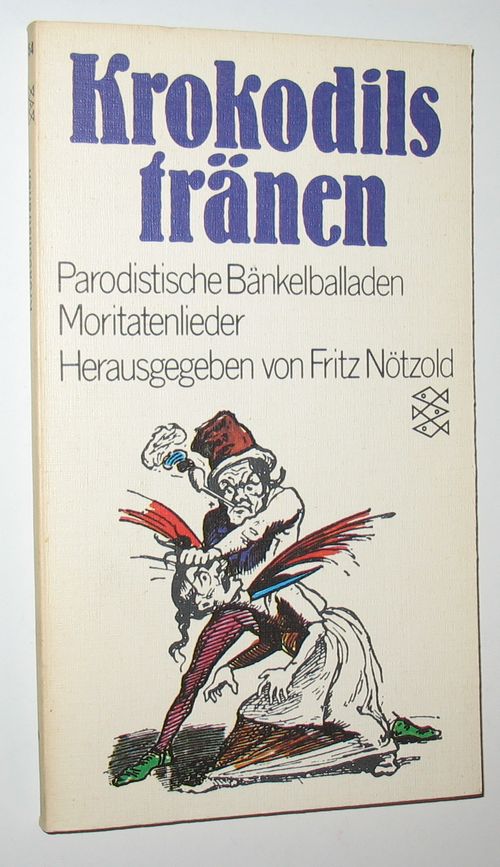 Krokodils
tränen
Parodistische Bänkelballaden
Moritatenlieder
Herausgegeben von Fritz Nötzold